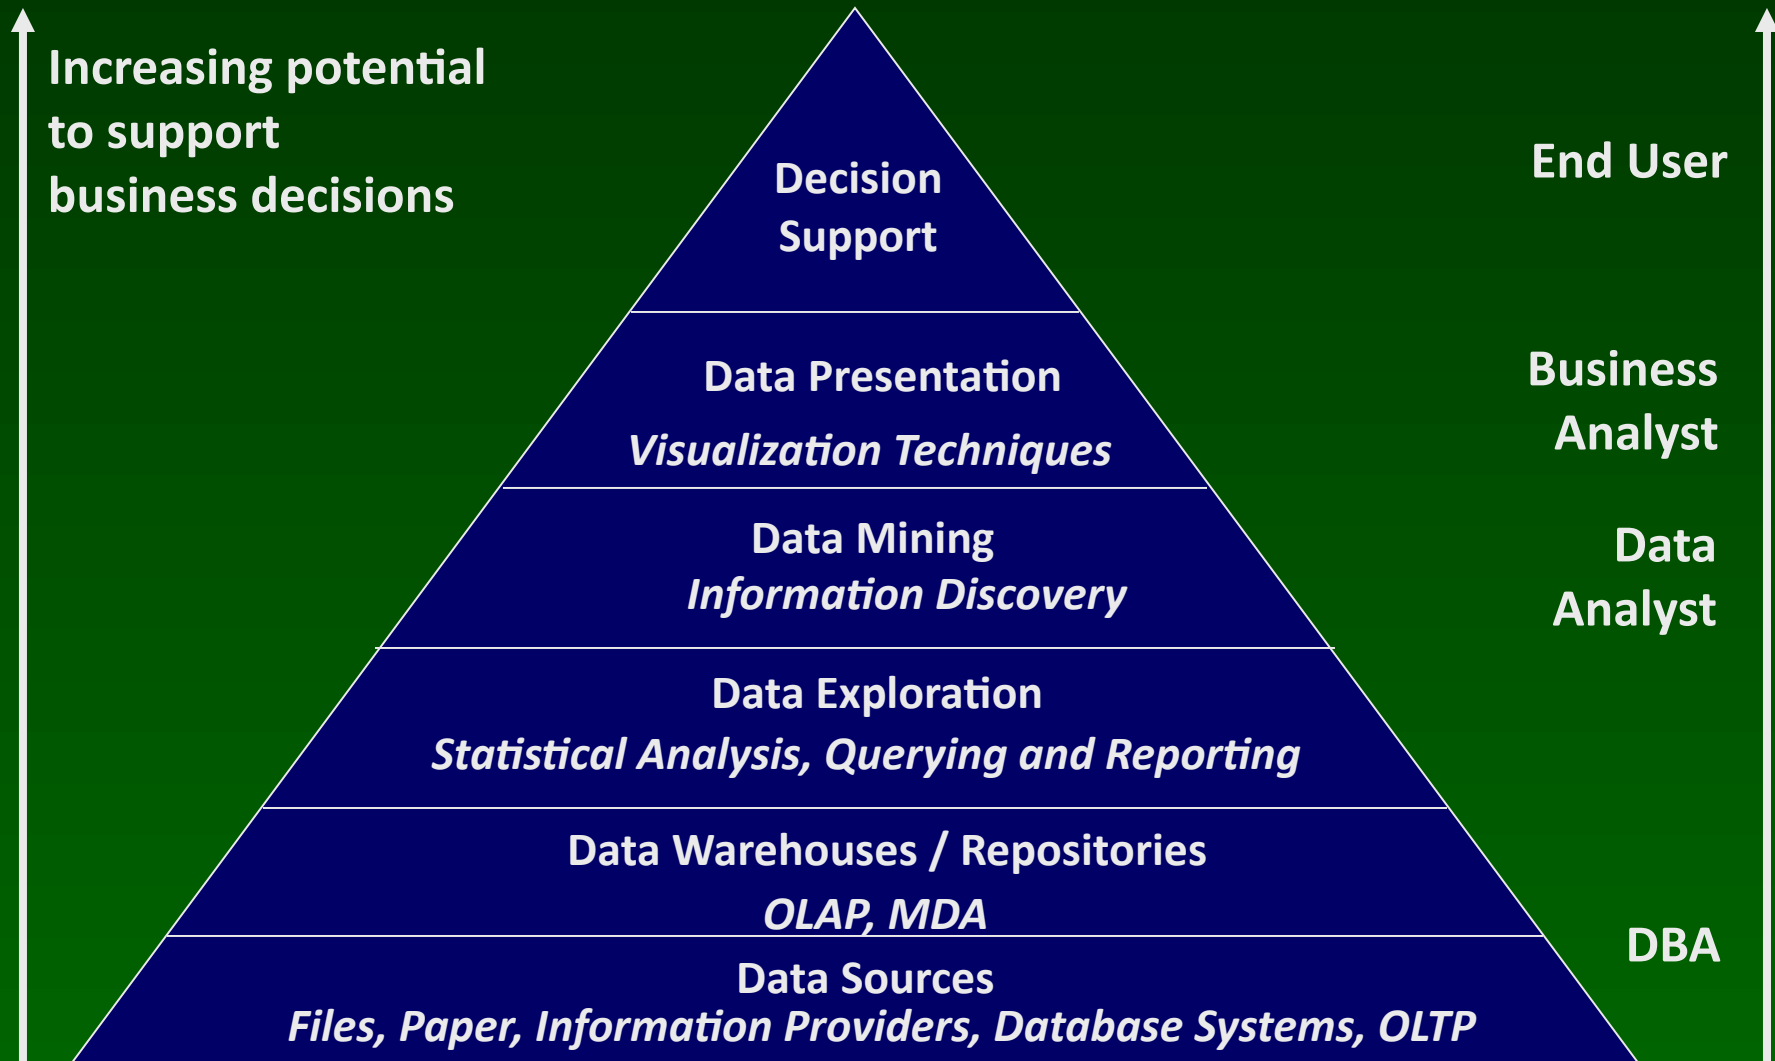 Increasing potential
to support
business decisions
Decision
Support
End User
Data Presentation
Visualization Techniques
Business
Analyst
Data Mining
Information Discovery
Data
Analyst
Data Exploration
Statistical Analysis, Querying and Reporting
Data Warehouses / Repositories
OLAP, MDA
DBA
Data Sources
Files, Paper, Information Providers, Database Systems, OLTP